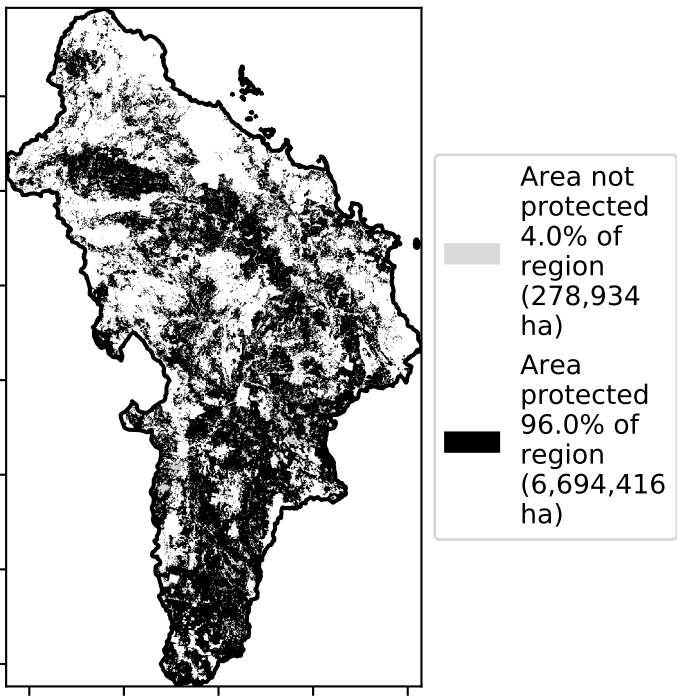 Area not
protected
4.0% of
region
(278,934
ha)
Area
protected
96.0% of
region
(6,694,416
ha)